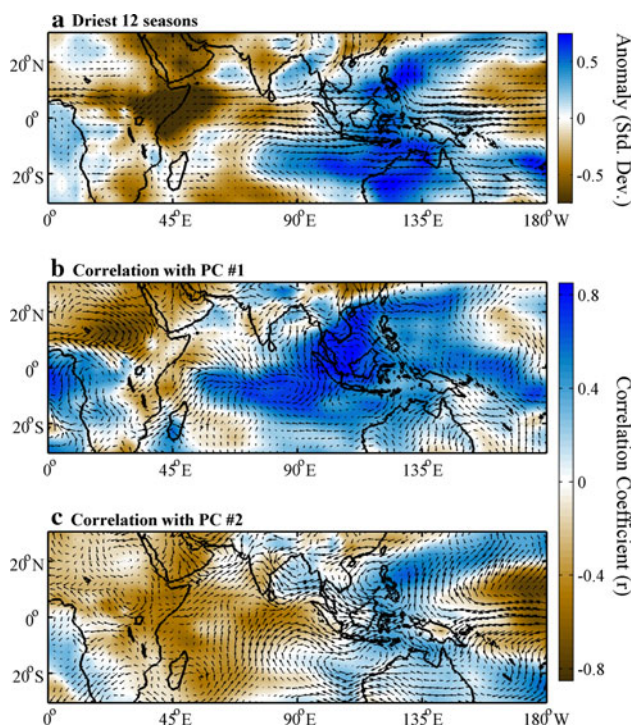 a Driest 12 seasons
20°N
0°
20°S
0° 45°E 90°E 135°E 180°W
0.5
0
-0.5
Anomaly (Std. Dev.)
b Correlation with PC #1
20°N
0°
20°S
0° 45°E 90°E 135°E
c Correlation with PC #2
20°N
0°
20°S
0° 45°E 90°E 135°E 180°W
0.8
0.4
0
-0.4
-0.8
Correlation Coefficient (r)